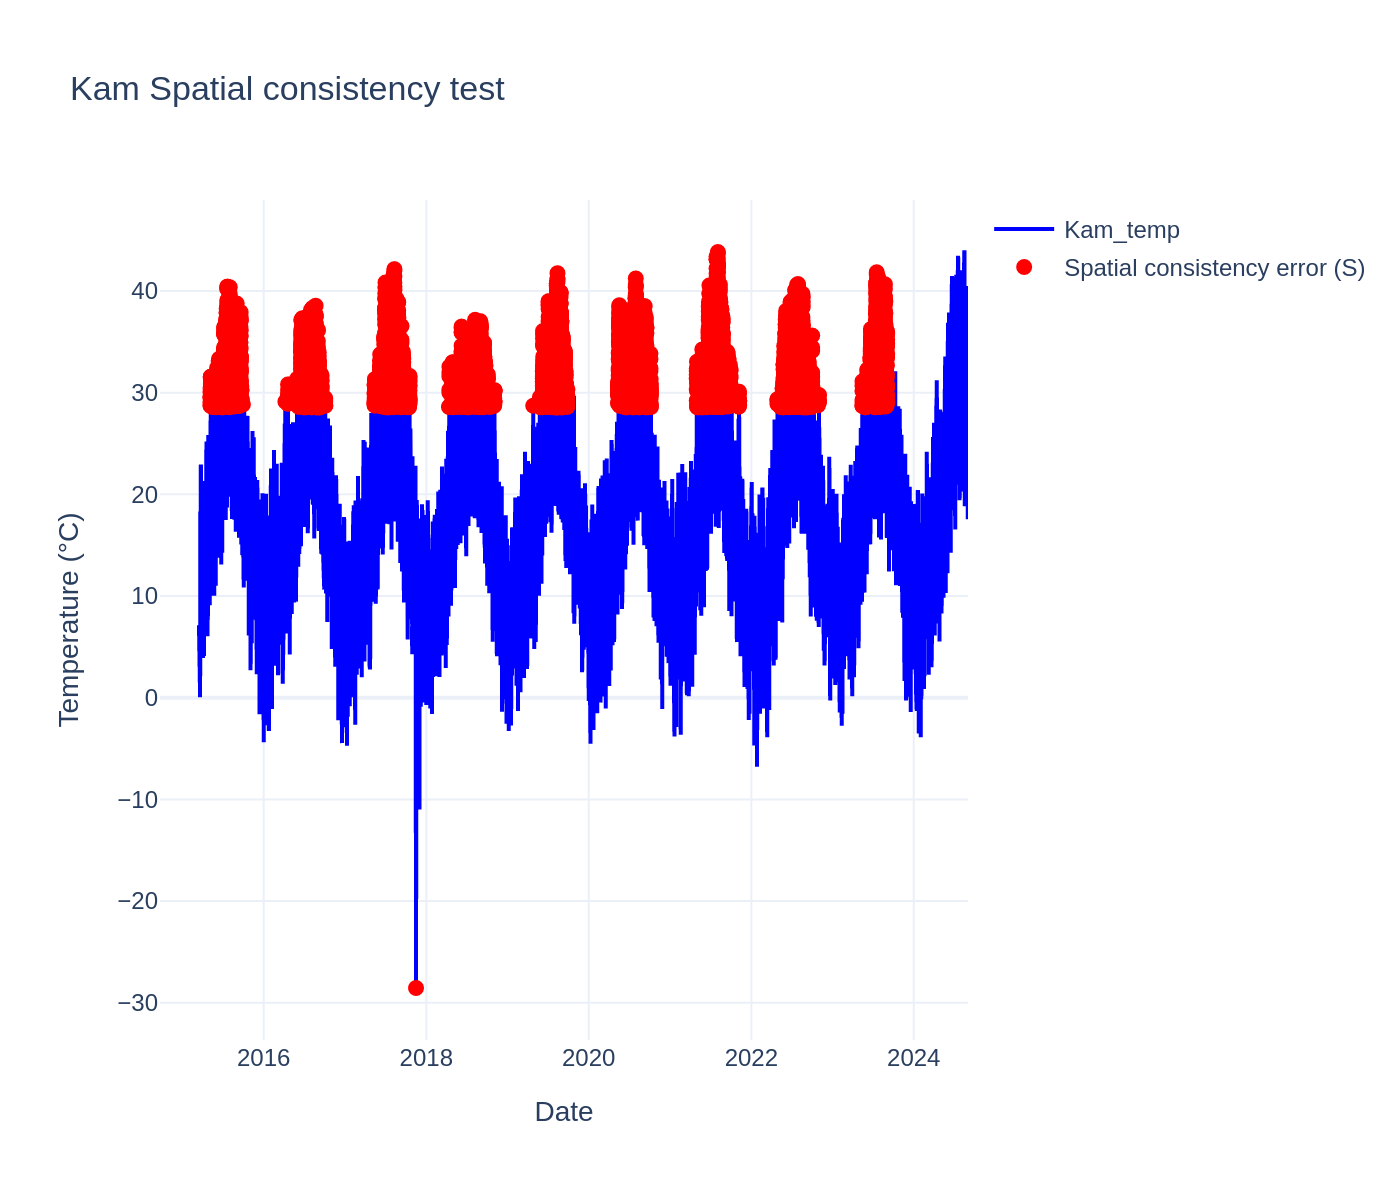 Kam Spatial consistency test
Kam_temp
Spatial consistency error (S)
Temperature (°C)
40
30
20
10
0
−10
−20
−30
2016
2018
2020
2022
2024
Date